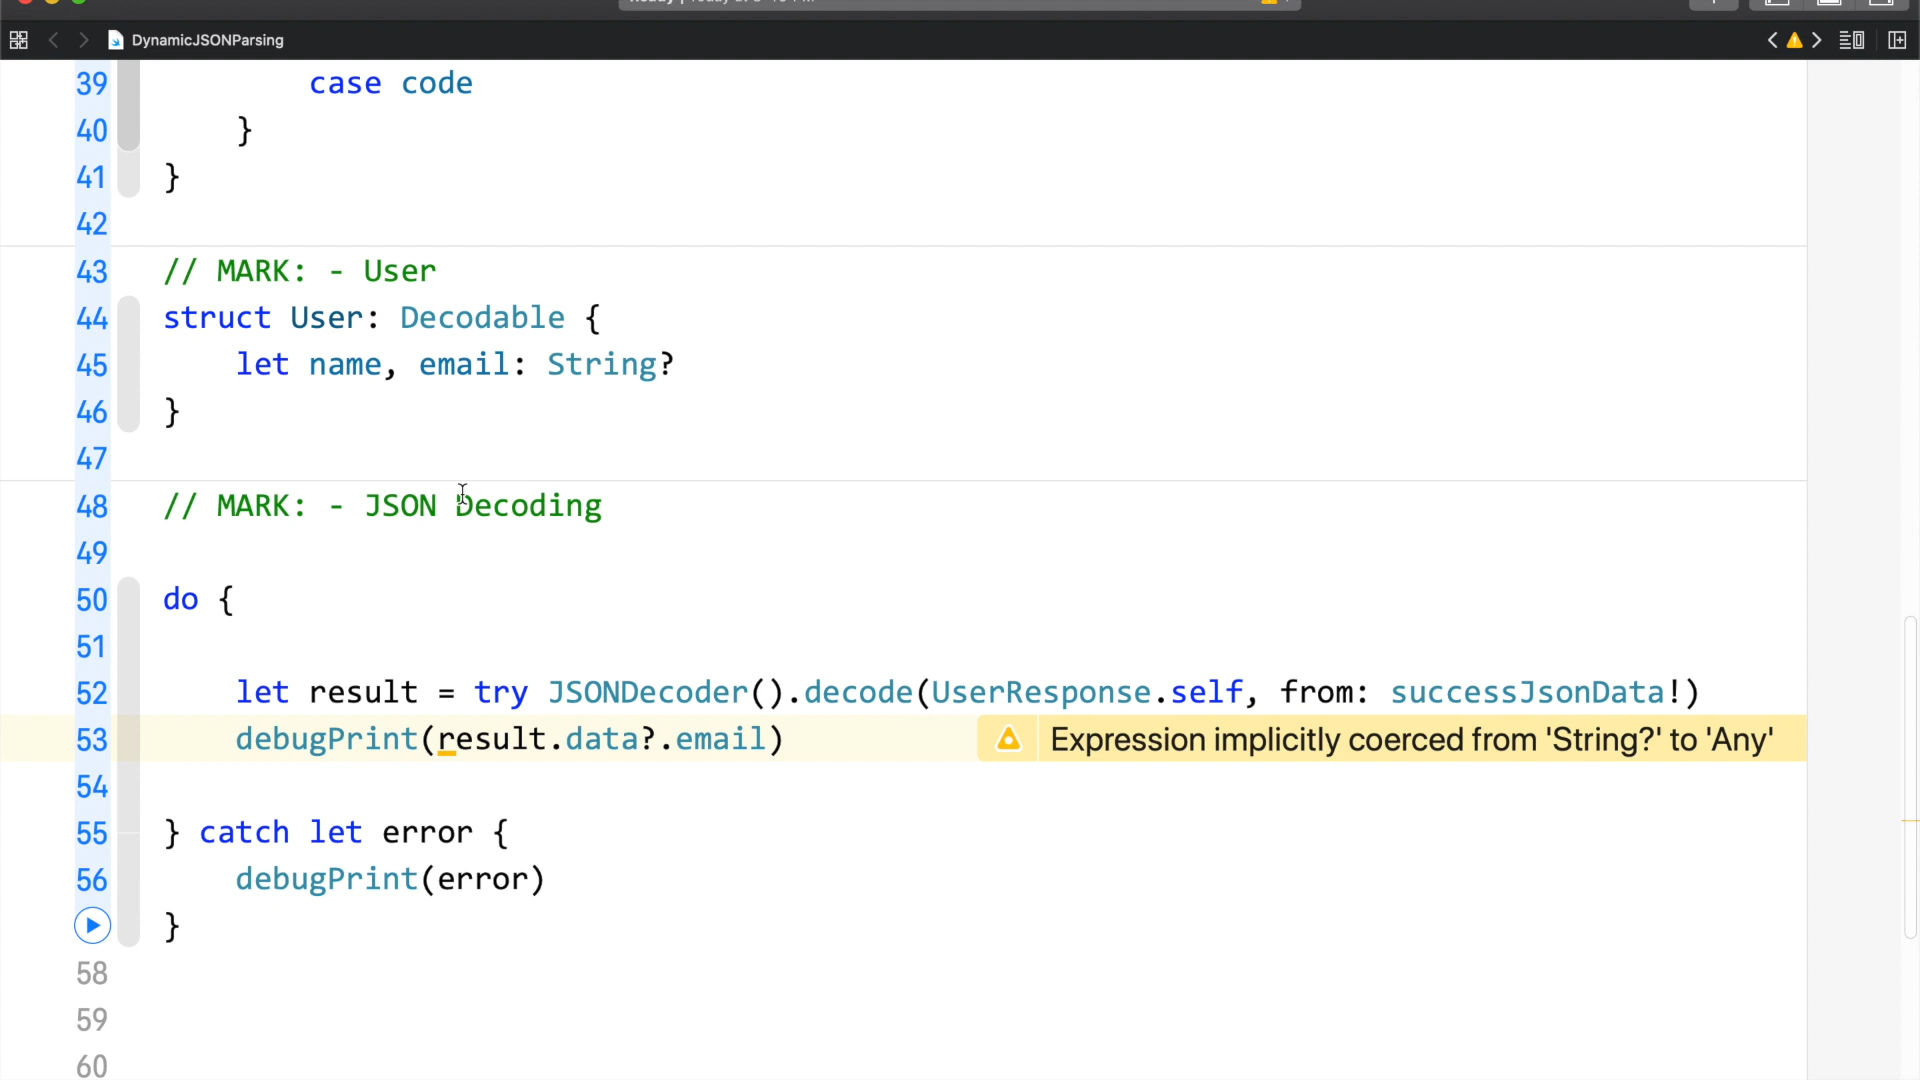 DynamicJSONParsing
39 case code
40 }
41 }
42
43 // MARK: - User
44 struct User: Decodable {
45 let name, email: String?
46 }
47
48 // MARK: - JSON Decoding
49
50 do {
51
52 let result = try JSONDecoder().decode(UserResponse.self, from: successJsonData!)
53 debugPrint(result.data?.email) Expression implicitly coerced from 'String?' to 'Any'
54
55 } catch let error {
56 debugPrint(error)
}
58
59
60